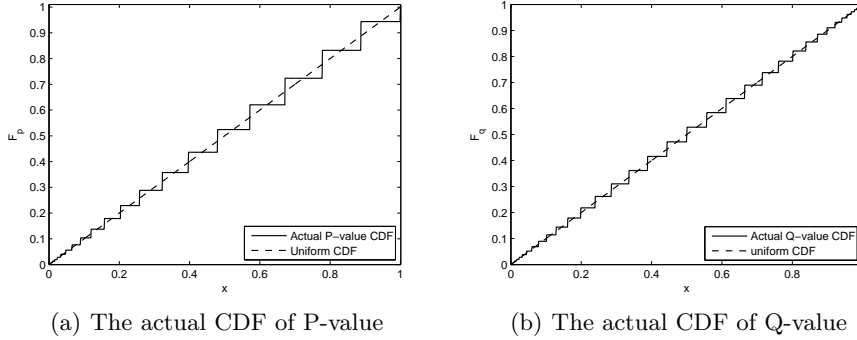 1
0.9
0.8
0.7
0.6
0.5
0.4
0.3
0.2
0.1
0
F_p
0 0.2 0.4 0.6 0.8 1
x
Actual P-value CDF
Uniform CDF
(a) The actual CDF of P-value
1
0.9
0.8
0.7
0.6
0.5
0.4
0.3
0.2
0.1
0
F_q
0 0.2 0.4 0.6 0.8
x
Actual Q-value CDF
uniform CDF
(b) The actual CDF of Q-value